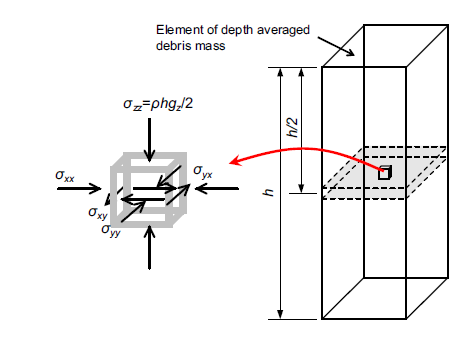 Element of depth averaged
debris mass
σzz=ρhgz/2
h/2
σxx
σyx
h
σxy
σyy